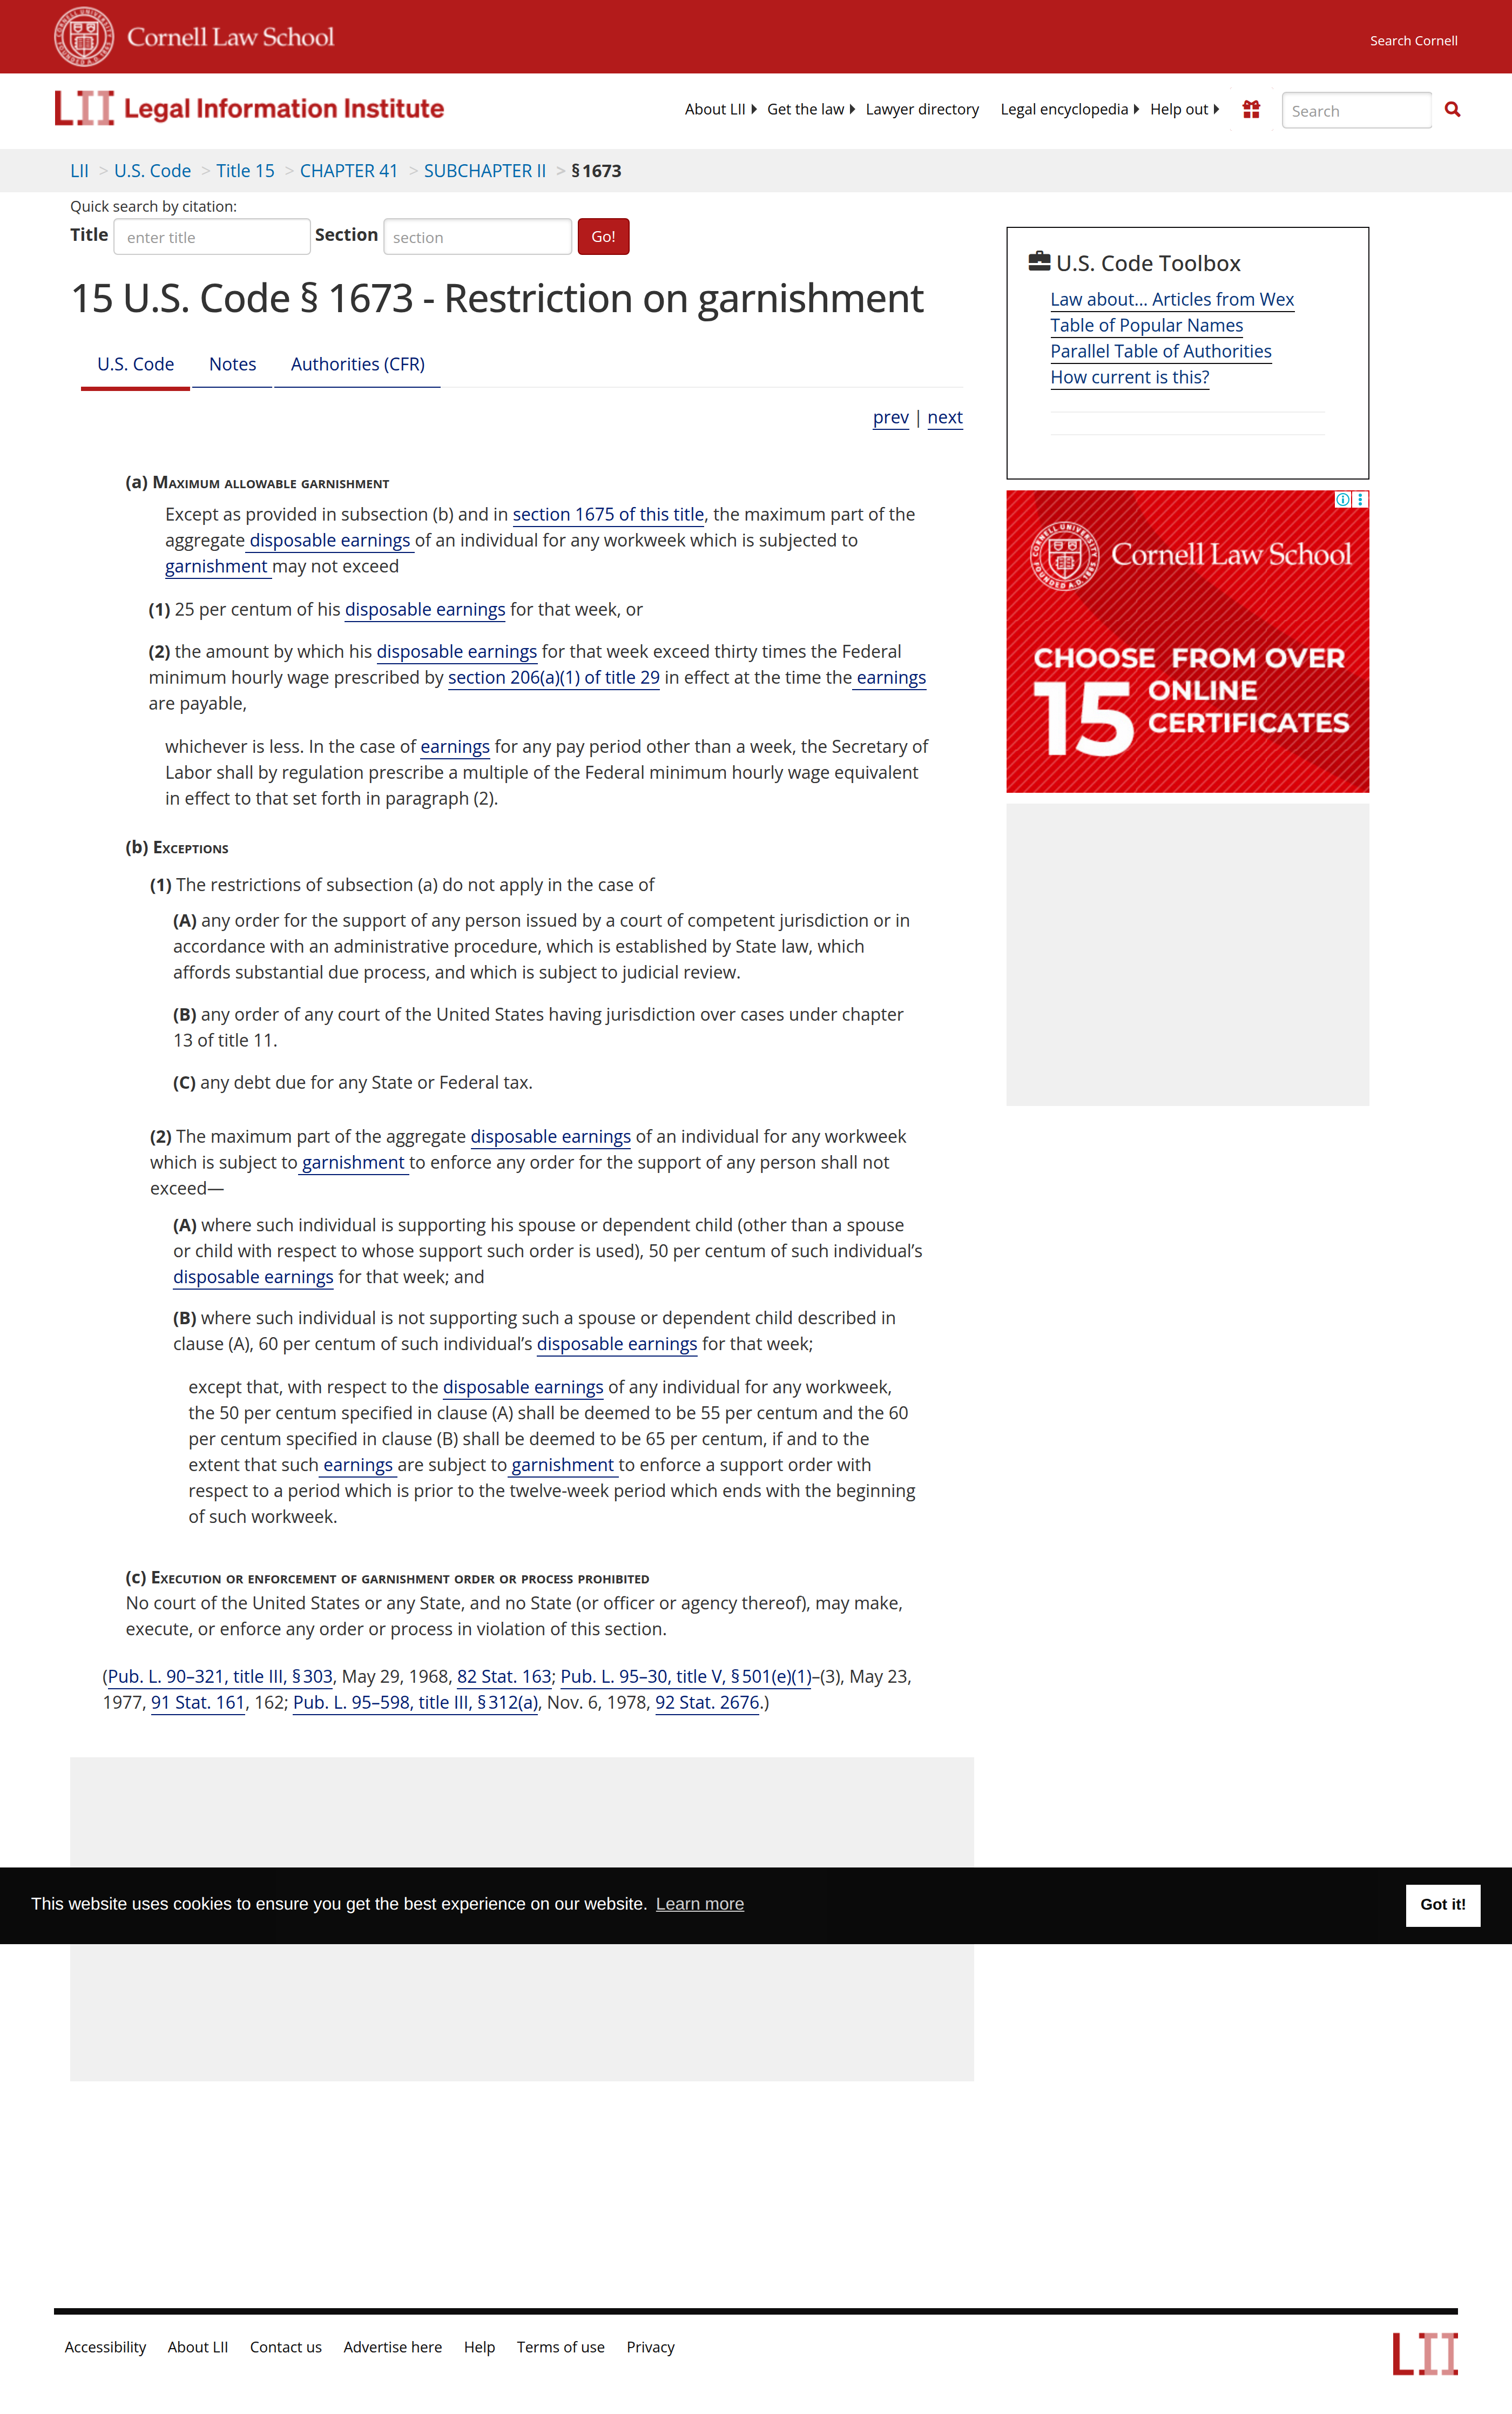 Cornell Law School
Search Cornell
LII Legal Information Institute
About LII Get the law Lawyer directory Legal encyclopedia Help out Search
LII > U.S. Code > Title 15 > CHAPTER 41 > SUBCHAPTER II > § 1673
Quick search by citation:
Title enter title Section section Go!
15 U.S. Code § 1673 - Restriction on garnishment
U.S. Code Notes Authorities (CFR)
prev | next
(a) Maximum allowable garnishment
Except as provided in subsection (b) and in section 1675 of this title, the maximum part of the
aggregate disposable earnings of an individual for any workweek which is subjected to
garnishment may not exceed
(1) 25 per centum of his disposable earnings for that week, or
(2) the amount by which his disposable earnings for that week exceed thirty times the Federal
minimum hourly wage prescribed by section 206(a)(1) of title 29 in effect at the time the earnings
are payable,
whichever is less. In the case of earnings for any pay period other than a week, the Secretary of
Labor shall by regulation prescribe a multiple of the Federal minimum hourly wage equivalent
in effect to that set forth in paragraph (2).
(b) Exceptions
(1) The restrictions of subsection (a) do not apply in the case of
(A) any order for the support of any person issued by a court of competent jurisdiction or in
accordance with an administrative procedure, which is established by State law, which
affords substantial due process, and which is subject to judicial review.
(B) any order of any court of the United States having jurisdiction over cases under chapter
13 of title 11.
(C) any debt due for any State or Federal tax.
(2) The maximum part of the aggregate disposable earnings of an individual for any workweek
which is subject to garnishment to enforce any order for the support of any person shall not
exceed—
(A) where such individual is supporting his spouse or dependent child (other than a spouse
or child with respect to whose support such order is used), 50 per centum of such individual's
disposable earnings for that week; and
(B) where such individual is not supporting such a spouse or dependent child described in
clause (A), 60 per centum of such individual's disposable earnings for that week;
except that, with respect to the disposable earnings of any individual for any workweek,
the 50 per centum specified in clause (A) shall be deemed to be 55 per centum and the 60
per centum specified in clause (B) shall be deemed to be 65 per centum, if and to the
extent that such earnings are subject to garnishment to enforce a support order with
respect to a period which is prior to the twelve-week period which ends with the beginning
of such workweek.
(c) Execution or enforcement of garnishment order or process prohibited
No court of the United States or any State, and no State (or officer or agency thereof), may make,
execute, or enforce any order or process in violation of this section.
(Pub. L. 90–321, title III, § 303, May 29, 1968, 82 Stat. 163; Pub. L. 95–30, title V, § 501(e)(1)–(3), May 23,
1977, 91 Stat. 161, 162; Pub. L. 95–598, title III, § 312(a), Nov. 6, 1978, 92 Stat. 2676.)
U.S. Code Toolbox
Law about... Articles from Wex
Table of Popular Names
Parallel Table of Authorities
How current is this?
CORNELL UNIVERSITY FOUNDED A.D. 1865
Cornell Law School
CHOOSE FROM OVER
15 ONLINE
CERTIFICATES
This website uses cookies to ensure you get the best experience on our website. Learn more Got it!
Accessibility About LII Contact us Advertise here Help Terms of use Privacy
LII